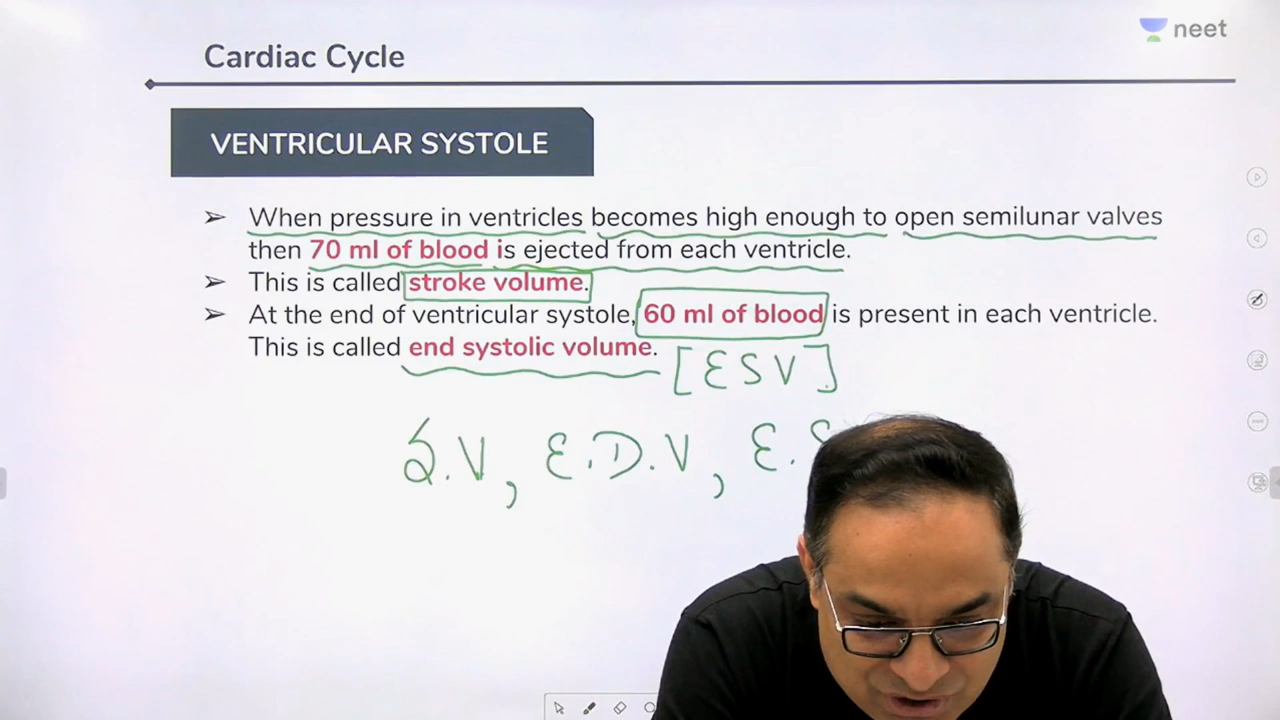 neet
Cardiac Cycle
VENTRICULAR SYSTOLE
➢ When pressure in ventricles becomes high enough to open semilunar valves
then 70 ml of blood is ejected from each ventricle.
➢ This is called stroke volume.
➢ At the end of ventricular systole, 60 ml of blood is present in each ventricle.
This is called end systolic volume.
[ESV]
S.V, E.D.V, E.S